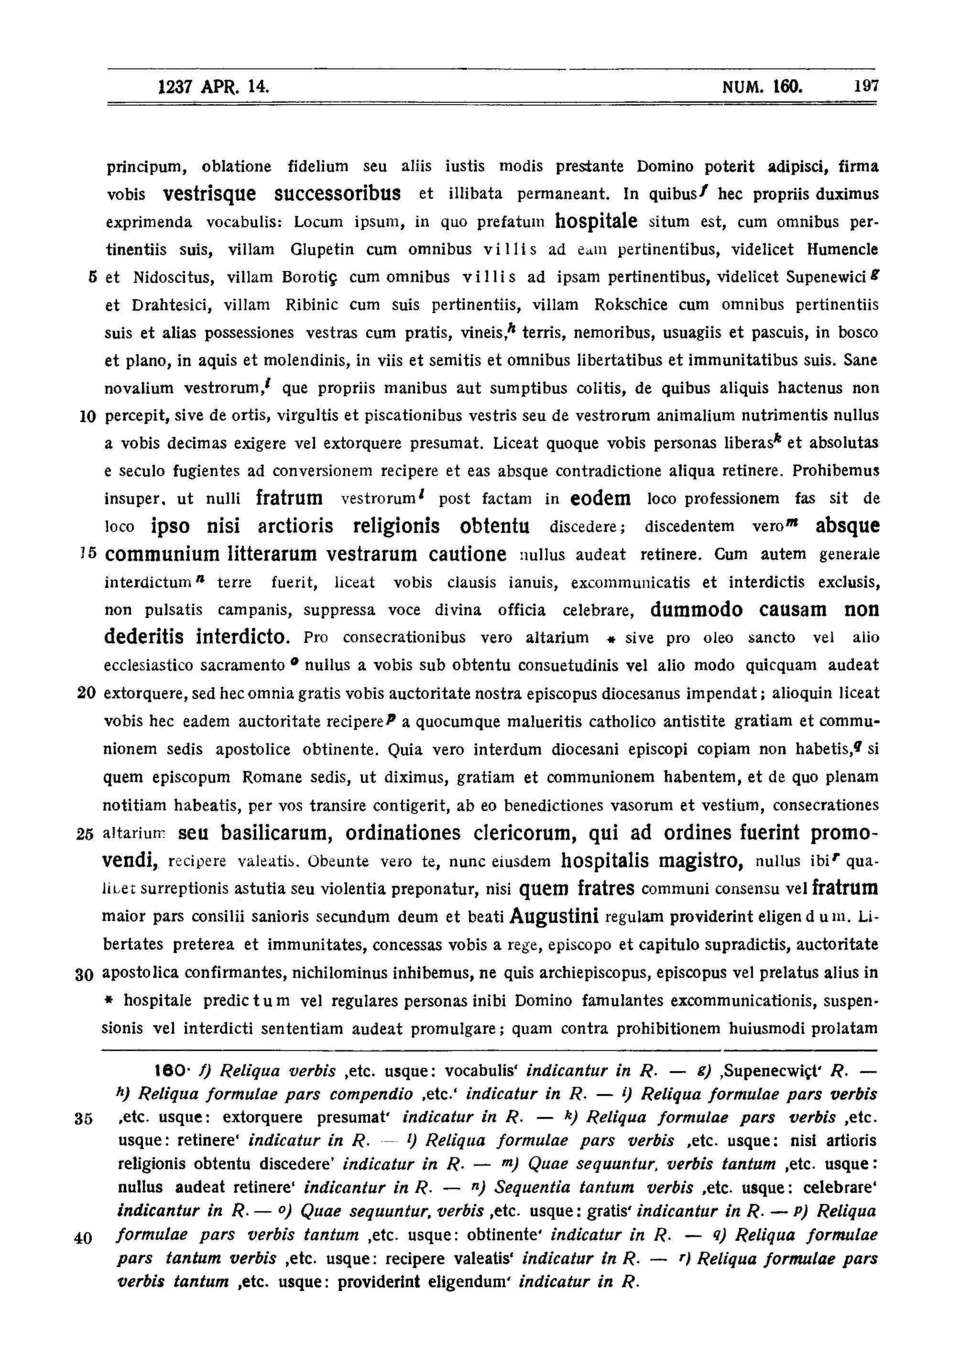 1237 APR. 14. NUM. 160. 197
principum, oblatione fidelium seu aliis iustis modis prestante Domino poterit adipisci, firma
vobis vestrisque successoribus et illibata permaneant. In quibus f hec propriis duximus
exprimenda vocabulis: Locum ipsum, in quo prefatum hospitale situm est, cum omnibus per-
tinentiis suis, villam Glupetin cum omnibus villis ad eam pertinentibus, videlicet Humencle
5 et Nidoscitus, villam Borotiç cum omnibus villis ad ipsam pertinentibus, videlicet Supenewici g
et Drahtesici, villam Ribinic cum suis pertinentiis, villam Rokschice cum omnibus pertinentiis
suis et alias possessiones vestras cum pratis, vineis, h terris, nemoribus, usuagiis et pascuis, in bosco
et plano, in aquis et molendinis, in viis et semitis et omnibus libertatibus et immunitatibus suis. Sane
novalium vestrorum, i que propriis manibus aut sumptibus colitis, de quibus aliquis hactenus non
10 percepit, sive de ortis, virgultis et piscationibus vestris seu de vestrorum animalium nutrimentis nullus
a vobis decimas exigere vel extorquere presumat. Liceat quoque vobis personas liberas k et absolutas
e seculo fugientes ad conversionem recipere et eas absque contradictione aliqua retinere. Prohibemus
insuper, ut nulli fratrum vestrorum l post factam in eodem loco professionem fas sit de
loco ipso nisi arctioris religionis obtentu discedere; discedentem vero m absque
15 communium litterarum vestrarum cautione nullus audeat retinere. Cum autem generale
interdictum n terre fuerit, liceat vobis clausis ianuis, excommunicatis et interdictis exclusis,
non pulsatis campanis, suppressa voce divina officia celebrare, dummodo causam non
dederitis interdicto. Pro consecrationibus vero altarium * sive pro oleo sancto vel alio
ecclesiastico sacramento o nullus a vobis sub obtentu consuetudinis vel alio modo quicquam audeat
20 extorquere, sed hec omnia gratis vobis auctoritate nostra episcopus diocesanus impendat; alioquin liceat
vobis hec eadem auctoritate recipere p a quocumque malueritis catholico antistite gratiam et commu-
nionem sedis apostolice obtinente. Quia vero interdum diocesani episcopi copiam non habetis, q si
quem episcopum Romane sedis, ut diximus, gratiam et communionem habentem, et de quo plenam
notitiam habeatis, per vos transire contigerit, ab eo benedictiones vasorum et vestium, consecrationes
25 altarium seu basilicarum, ordinationes clericorum, qui ad ordines fuerint promo-
vendi, recipere valeatis. Obeunte vero te, nunc eiusdem hospitalis magistro, nullus ibi r qua-
libet surreptionis astutia seu violentia preponatur, nisi quem fratres communi consensu vel fratrum
maior pars consilii sanioris secundum deum et beati Augustini regulam providerint eligendum. Li-
bertates preterea et immunitates, concessas vobis a rege, episcopo et capitulo supradictis, auctoritate
30 apostolica confirmantes, nichilominus inhibemus, ne quis archiepiscopus, episcopus vel prelatus alius in
* hospitale predictum vel regulares personas inibi Domino famulantes excommunicationis, suspen-
sionis vel interdicti sententiam audeat promulgare; quam contra prohibitionem huiusmodi prolatam
160· f) Reliqua verbis ‚etc. usque: vocabulis‘ indicantur in R. — g) ‚Supenecwiçi‘ R. —
h) Reliqua formulae pars compendio ‚etc.‘ indicatur in R. — i) Reliqua formulae pars verbis
35 ‚etc. usque: extorquere presumat‘ indicatur in R. — k) Reliqua formulae pars verbis ‚etc.
usque: retinere‘ indicatur in R. — l) Reliqua formulae pars verbis ‚etc. usque: nisi artioris
religionis obtentu discedere’ indicatur in R. — m) Quae sequuntur, verbis tantum ‚etc. usque:
nullus audeat retinere‘ indicantur in R. — n) Sequentia tantum verbis ‚etc. usque: celebrare‘
indicantur in R. — o) Quae sequuntur, verbis ‚etc. usque: gratis‘ indicantur in R. — p) Reliqua
40 formulae pars verbis tantum ‚etc. usque: obtinente‘ indicatur in R. — q) Reliqua formulae
pars tantum verbis ‚etc. usque: recipere valeatis‘ indicatur in R. — r) Reliqua formulae pars
verbis tantum ‚etc. usque: providerint eligendum‘ indicatur in R.